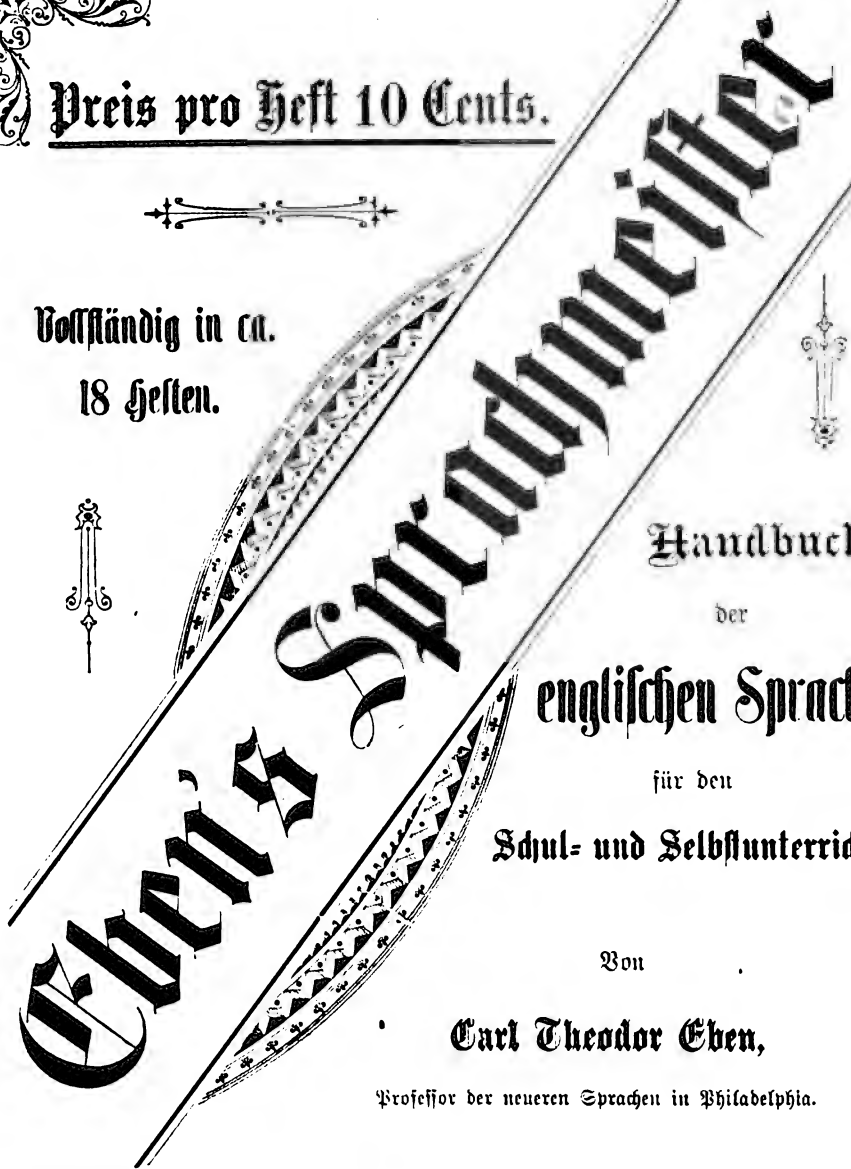 Preis pro Heft 10 Cents.
Vollständig in ca.
18 Heften.
Eben's Sprachmeister
Handbuch
der
englischen Sprach
für den
Schul= und Selbstunterric
Von
Carl Theodor Eben,
Professor der neueren Sprachen in Philadelphia.